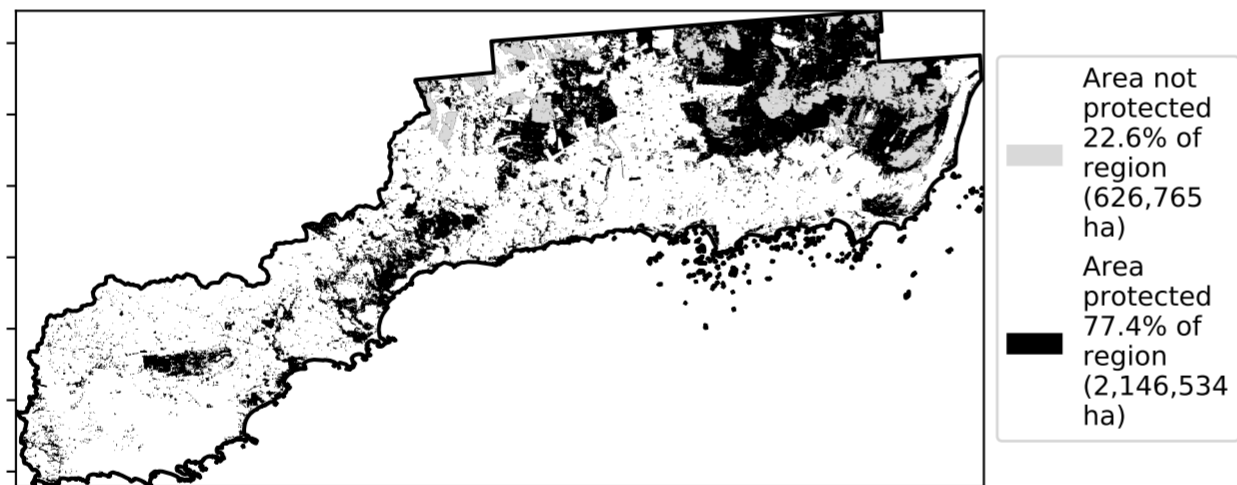 Area not
protected
22.6% of
region
(626,765
ha)
Area
protected
77.4% of
region
(2,146,534
ha)